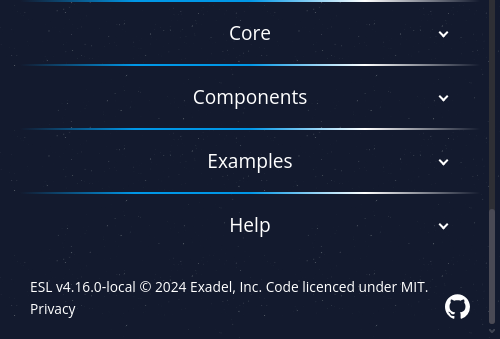 Core
Components
Examples
Help
ESL v4.16.0-local © 2024 Exadel, Inc. Code licenced under MIT.
Privacy